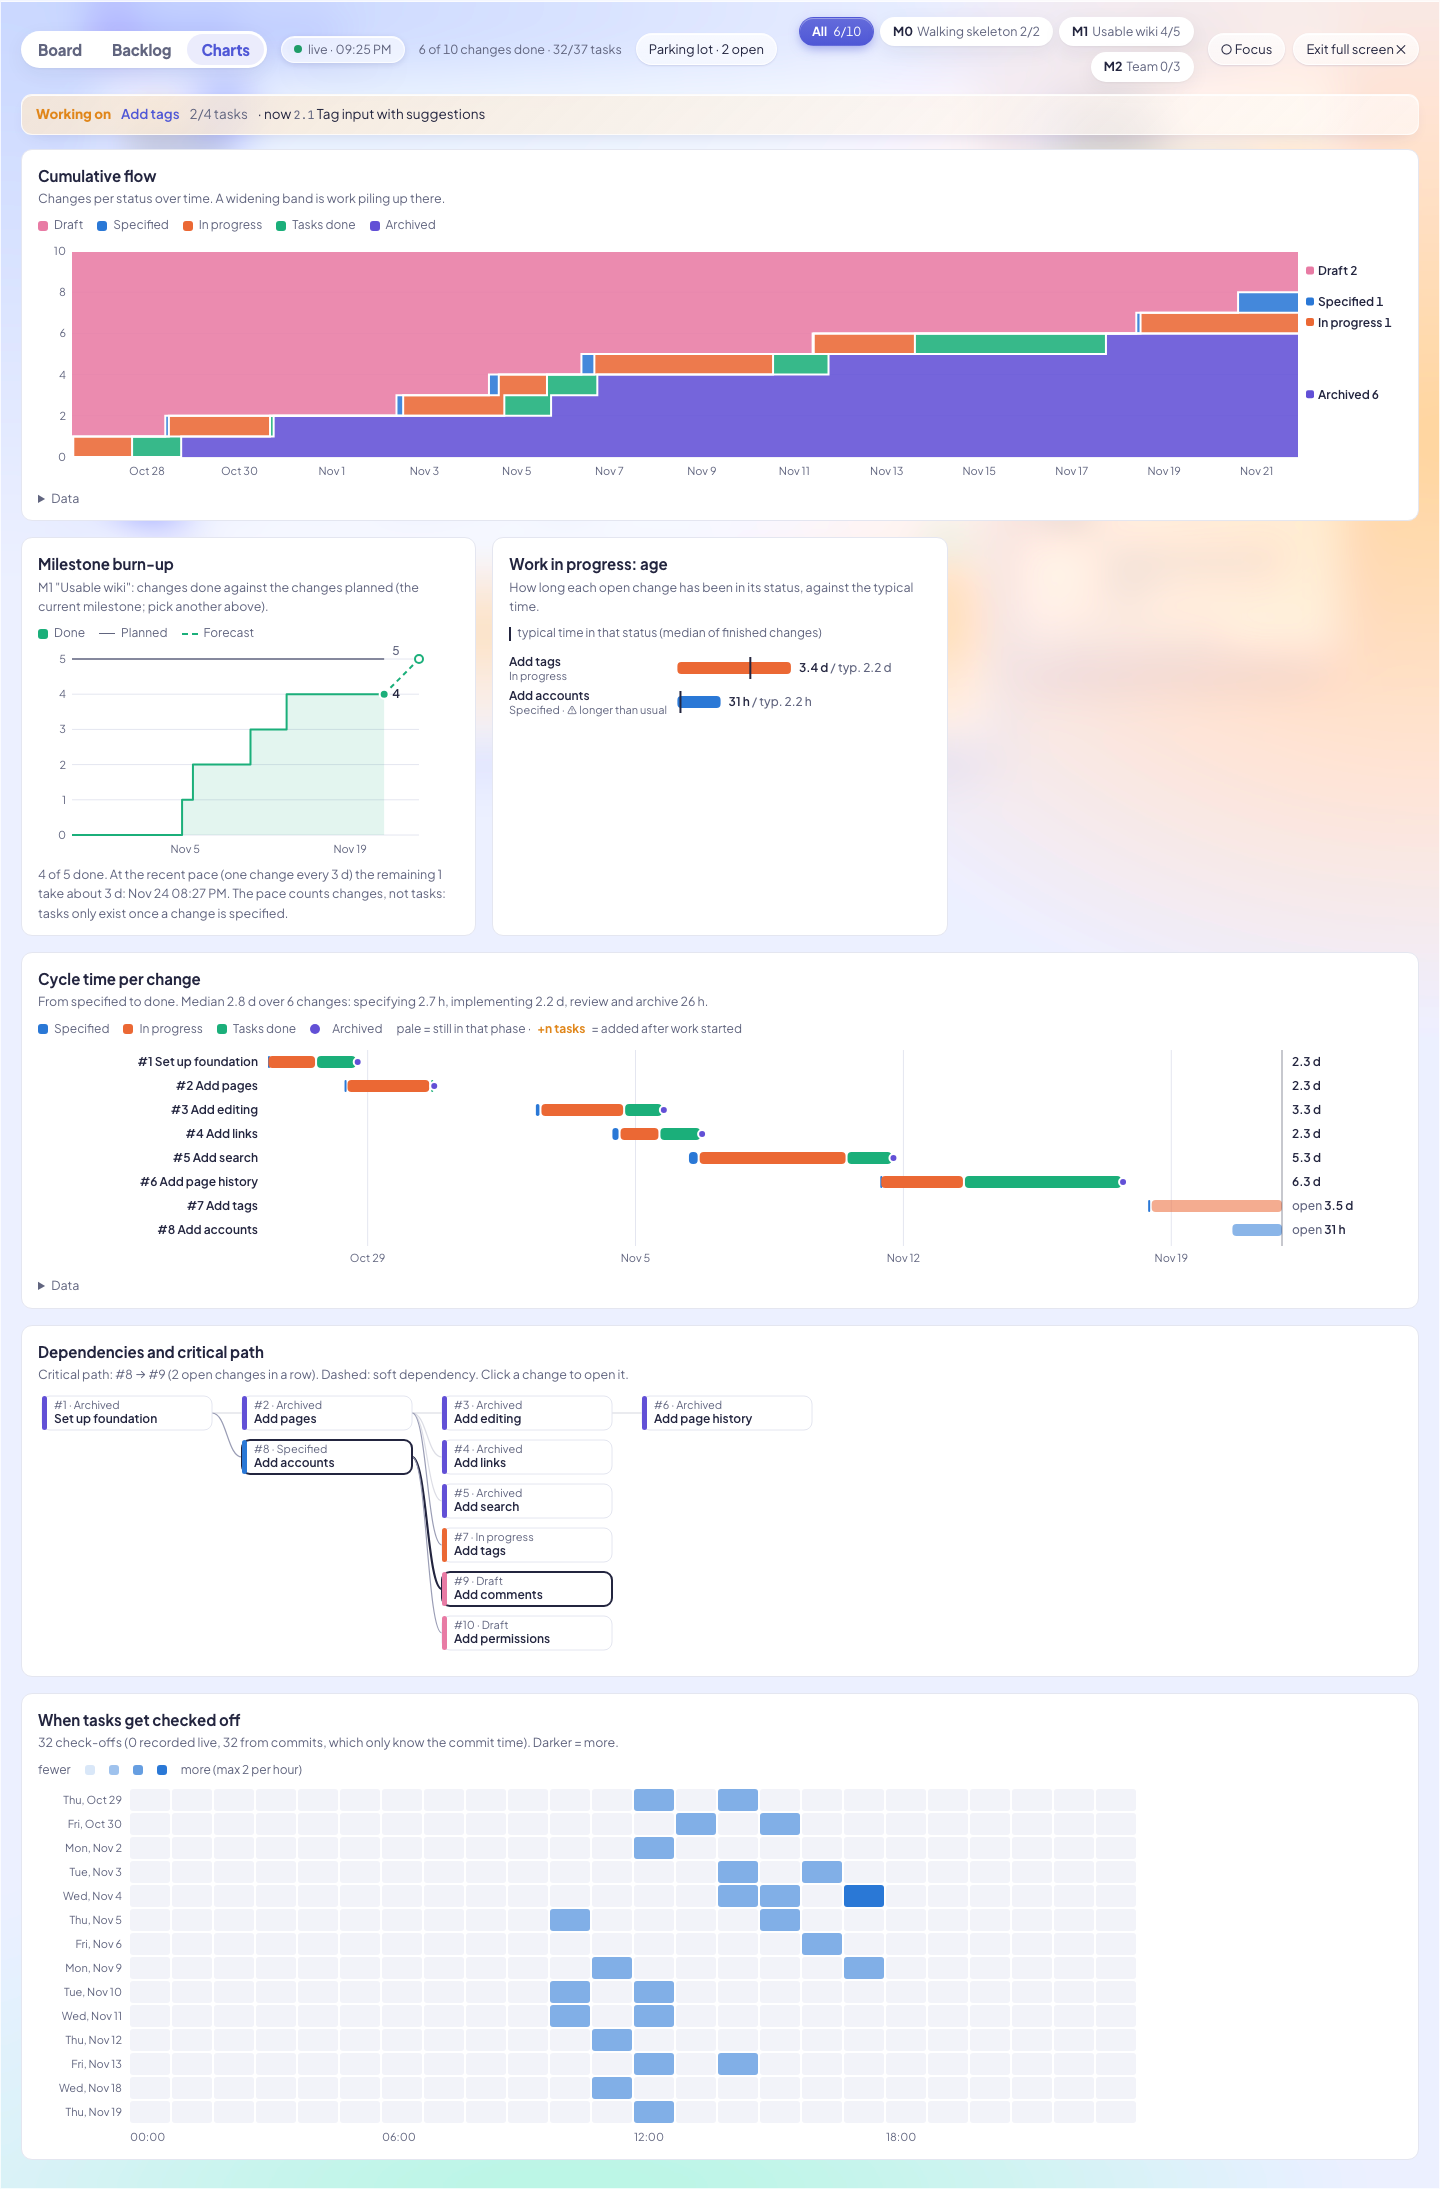 Board Backlog Charts live · 09:25 PM 6 of 10 changes done · 32/37 tasks Parking lot · 2 open
All 6/10 M0 Walking skeleton 2/2 M1 Usable wiki 4/5
M2 Team 0/3
Focus Exit full screen ✕
Working on Add tags 2/4 tasks · now 2.1 Tag input with suggestions
Cumulative flow
Changes per status over time. A widening band is work piling up there.
Draft Specified In progress Tasks done Archived
10
8
6
4
2
0
Draft 2
Specified 1
In progress 1
Archived 6
Oct 28 Oct 30 Nov 1 Nov 3 Nov 5 Nov 7 Nov 9 Nov 11 Nov 13 Nov 15 Nov 17 Nov 19 Nov 21
▶ Data
Milestone burn-up
M1 "Usable wiki": changes done against the changes planned (the
current milestone; pick another above).
Done Planned Forecast
5
5
4
4
3
2
1
0
Nov 5 Nov 19
4 of 5 done. At the recent pace (one change every 3 d) the remaining 1
take about 3 d: Nov 24 08:27 PM. The pace counts changes, not tasks:
tasks only exist once a change is specified.
Work in progress: age
How long each open change has been in its status, against the typical
time.
typical time in that status (median of finished changes)
Add tags
In progress
3.4 d / typ. 2.2 d
Add accounts
Specified · ⚠ longer than usual
31 h / typ. 2.2 h
Cycle time per change
From specified to done. Median 2.8 d over 6 changes: specifying 2.7 h, implementing 2.2 d, review and archive 26 h.
Specified In progress Tasks done Archived pale = still in that phase · +n tasks = added after work started
#1 Set up foundation 2.3 d
#2 Add pages 2.3 d
#3 Add editing 3.3 d
#4 Add links 2.3 d
#5 Add search 5.3 d
#6 Add page history 6.3 d
#7 Add tags open 3.5 d
#8 Add accounts open 31 h
Oct 29 Nov 5 Nov 12 Nov 19
▶ Data
Dependencies and critical path
Critical path: #8 → #9 (2 open changes in a row). Dashed: soft dependency. Click a change to open it.
#1 · Archived
Set up foundation
#2 · Archived
Add pages
#3 · Archived
Add editing
#6 · Archived
Add page history
#8 · Specified
Add accounts
#4 · Archived
Add links
#5 · Archived
Add search
#7 · In progress
Add tags
#9 · Draft
Add comments
#10 · Draft
Add permissions
When tasks get checked off
32 check-offs (0 recorded live, 32 from commits, which only know the commit time). Darker = more.
fewer more (max 2 per hour)
Thu, Oct 29
Fri, Oct 30
Mon, Nov 2
Tue, Nov 3
Wed, Nov 4
Thu, Nov 5
Fri, Nov 6
Mon, Nov 9
Tue, Nov 10
Wed, Nov 11
Thu, Nov 12
Fri, Nov 13
Wed, Nov 18
Thu, Nov 19
00:00 06:00 12:00 18:00